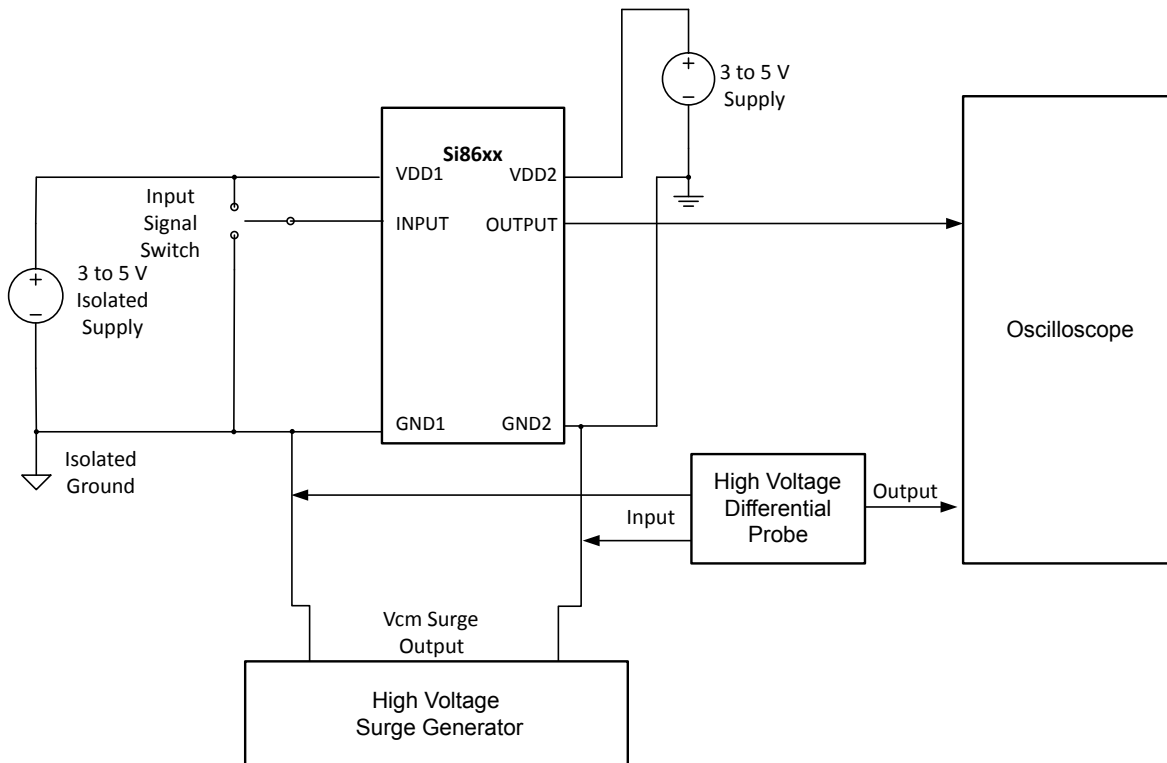 +
−
3 to 5 V
Supply
Si86xx
VDD1
VDD2
Input
Signal
Switch
INPUT
OUTPUT
+
−
3 to 5 V
Isolated
Supply
Oscilloscope
GND1
GND2
Isolated
Ground
High Voltage
Differential
Probe
Input
Output
Vcm Surge
Output
High Voltage
Surge Generator